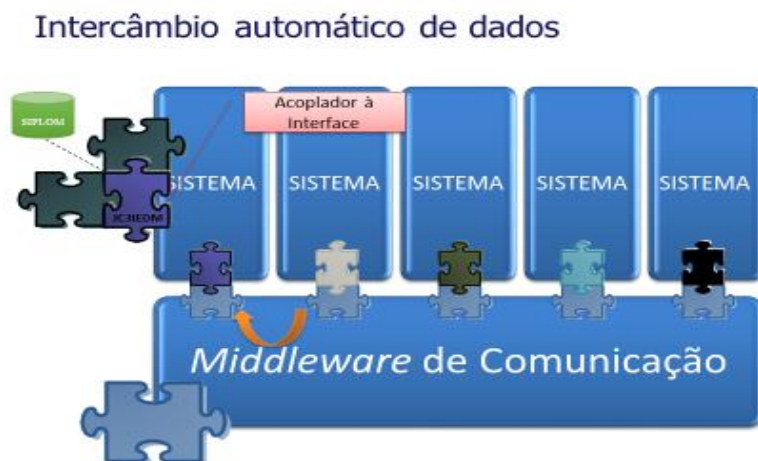 Intercâmbio automático de dados
SIPLOM
Acoplador à
Interface
SISTEMA
SISTEMA
SISTEMA
SISTEMA
SISTEMA
JC3IEDM
Middleware de Comunicação